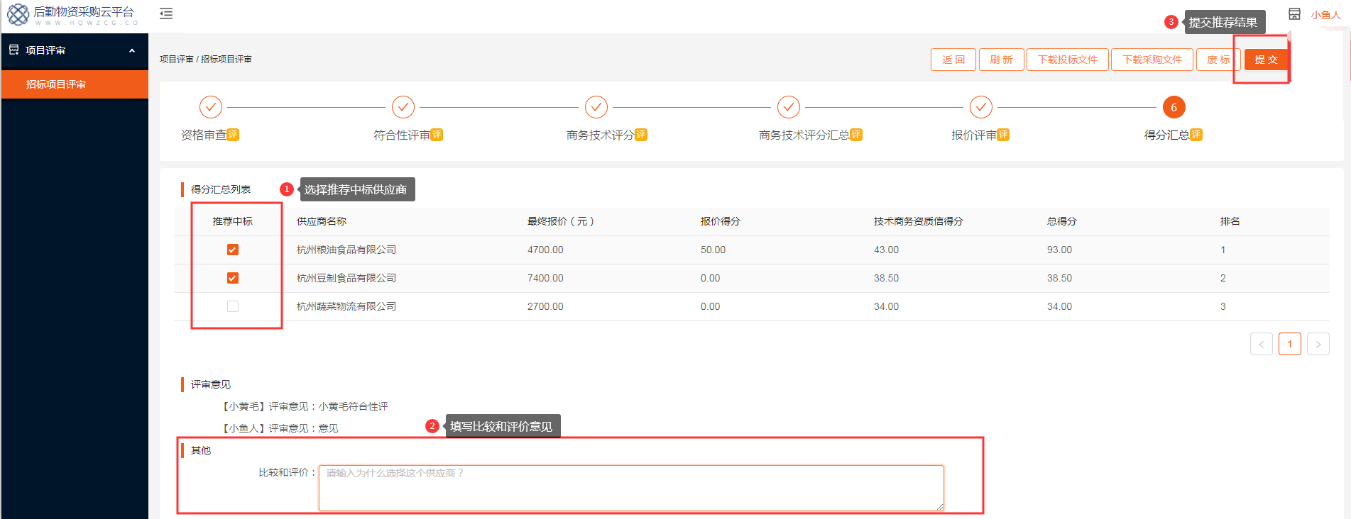 后勤物资采购云平台
WWW.HQWZCG.CO
3 提交推荐结果
小鱼人
项目评审
招标项目评审
项目评审 / 招标项目评审
返 回 刷 新 下载投标文件 下载采购文件 废 标 提 交
6
资格审查评 符合性评审评 商务技术评分评 商务技术评分汇总评 报价评审评 得分汇总评
得分汇总列表 1 选择推荐中标供应商
推荐中标 供应商名称 最终报价（元） 报价得分 技术商务资质信得分 总得分 排名
杭州粮油食品有限公司 4700.00 50.00 43.00 93.00 1
杭州豆制食品有限公司 7400.00 0.00 38.50 38.50 2
杭州蔬菜物流有限公司 2700.00 0.00 34.00 34.00 3
< 1 >
评审意见
【小黄毛】评审意见：小黄毛符合性评
【小鱼人】评审意见：意见 2 填写比较和评价意见
其他
比较和评价： 请输入为什么选择这个供应商？